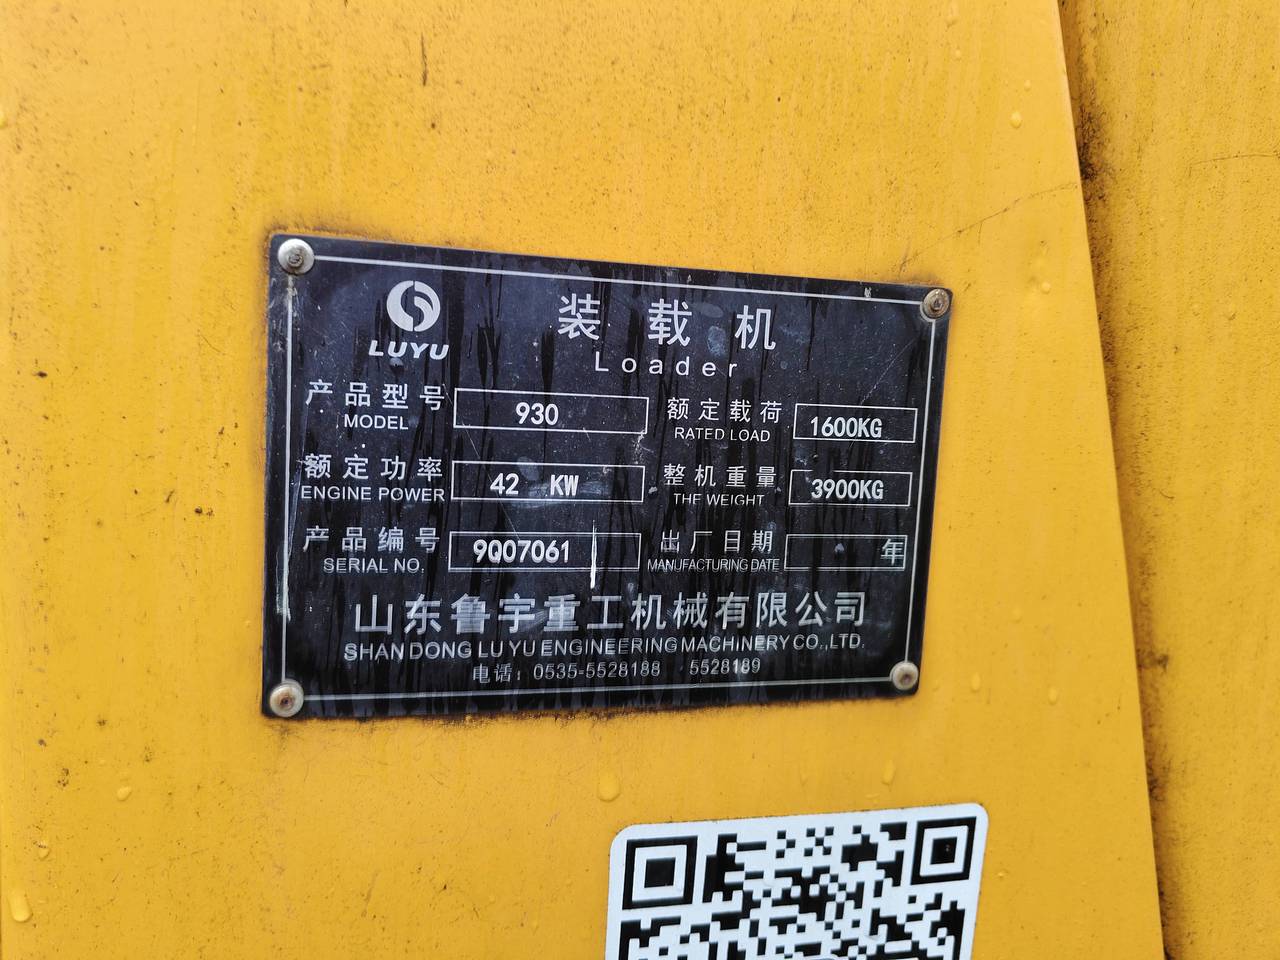 LUYU
装载机
Loader
产品型号 930 额定载荷 1600KG
MODEL RATED LOAD
额定功率 42 KW 整机重量 3900KG
ENGINE POWER THE WEIGHT
产品编号 9Q07061 出厂日期 年
SERIAL NO. MANUFACTURING DATE
山东鲁宇重工机械有限公司
SHAN DONG LU YU ENGINEERING MACHINERY CO.,LTD.
电话: 0535-5528188 5528189